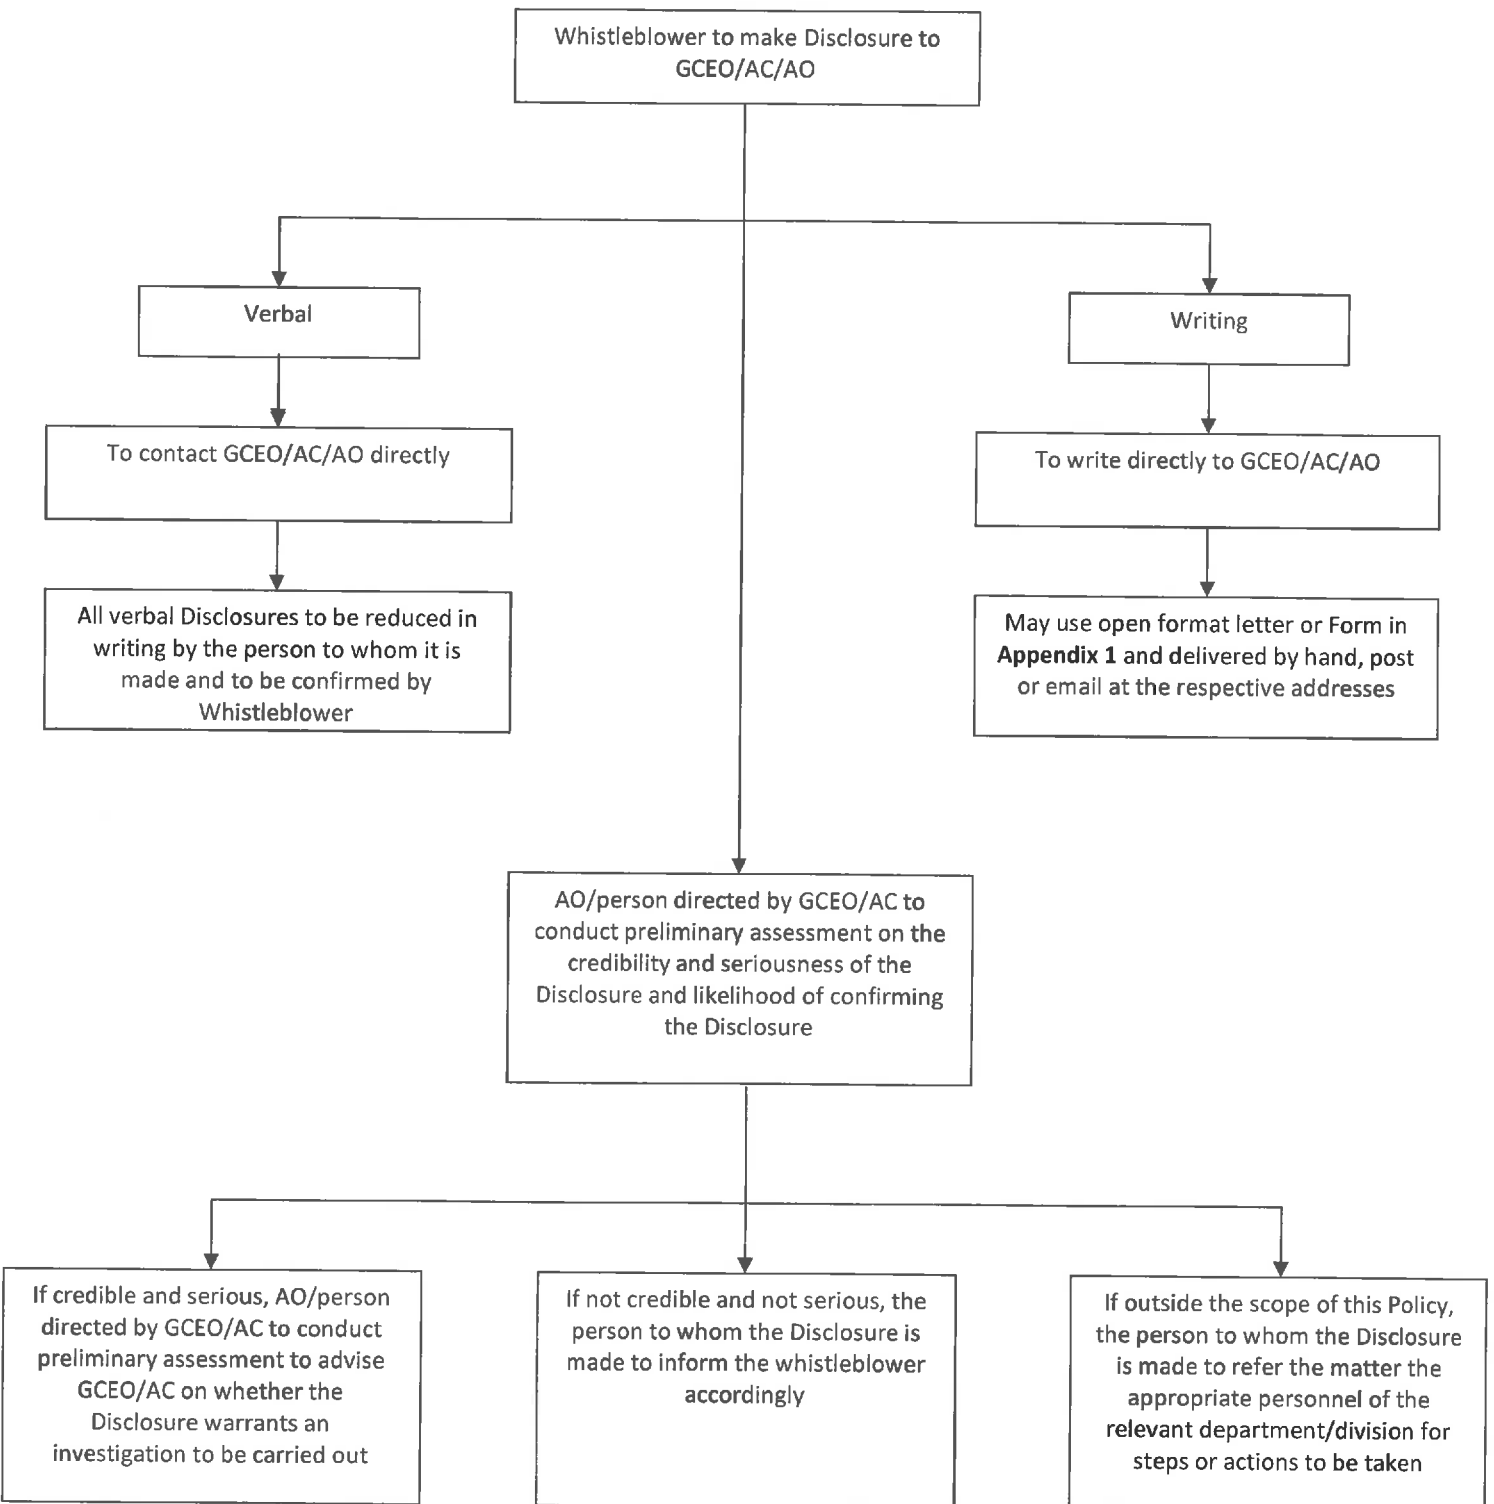 Whistleblower to make Disclosure to
GCEO/AC/AO
Verbal
Writing
To contact GCEO/AC/AO directly
To write directly to GCEO/AC/AO
All verbal Disclosures to be reduced in
writing by the person to whom it is
made and to be confirmed by
Whistleblower
May use open format letter or Form in
Appendix 1 and delivered by hand, post
or email at the respective addresses
AO/person directed by GCEO/AC to
conduct preliminary assessment on the
credibility and seriousness of the
Disclosure and likelihood of confirming
the Disclosure
If credible and serious, AO/person
directed by GCEO/AC to conduct
preliminary assessment to advise
GCEO/AC on whether the
Disclosure warrants an
investigation to be carried out
If not credible and not serious, the
person to whom the Disclosure is
made to inform the whistleblower
accordingly
If outside the scope of this Policy,
the person to whom the Disclosure
is made to refer the matter the
appropriate personnel of the
relevant department/division for
steps or actions to be taken